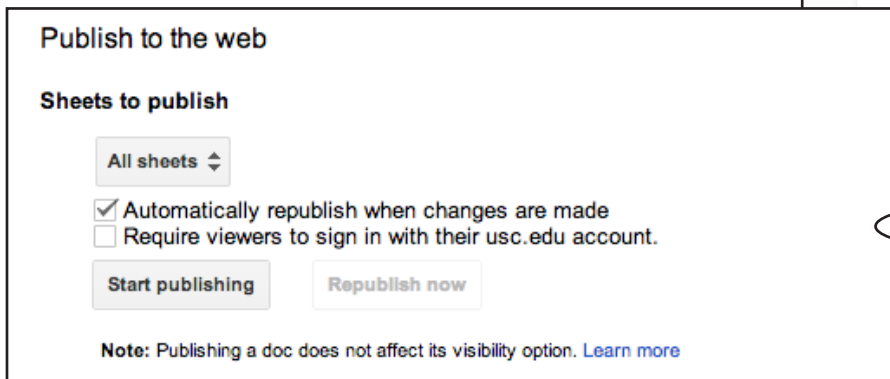 Publish to the web
Sheets to publish
All sheets
Automatically republish when changes are made
Require viewers to sign in with their usc.edu account.
Start publishing Republish now
Note: Publishing a doc does not affect its visibility option. Learn more